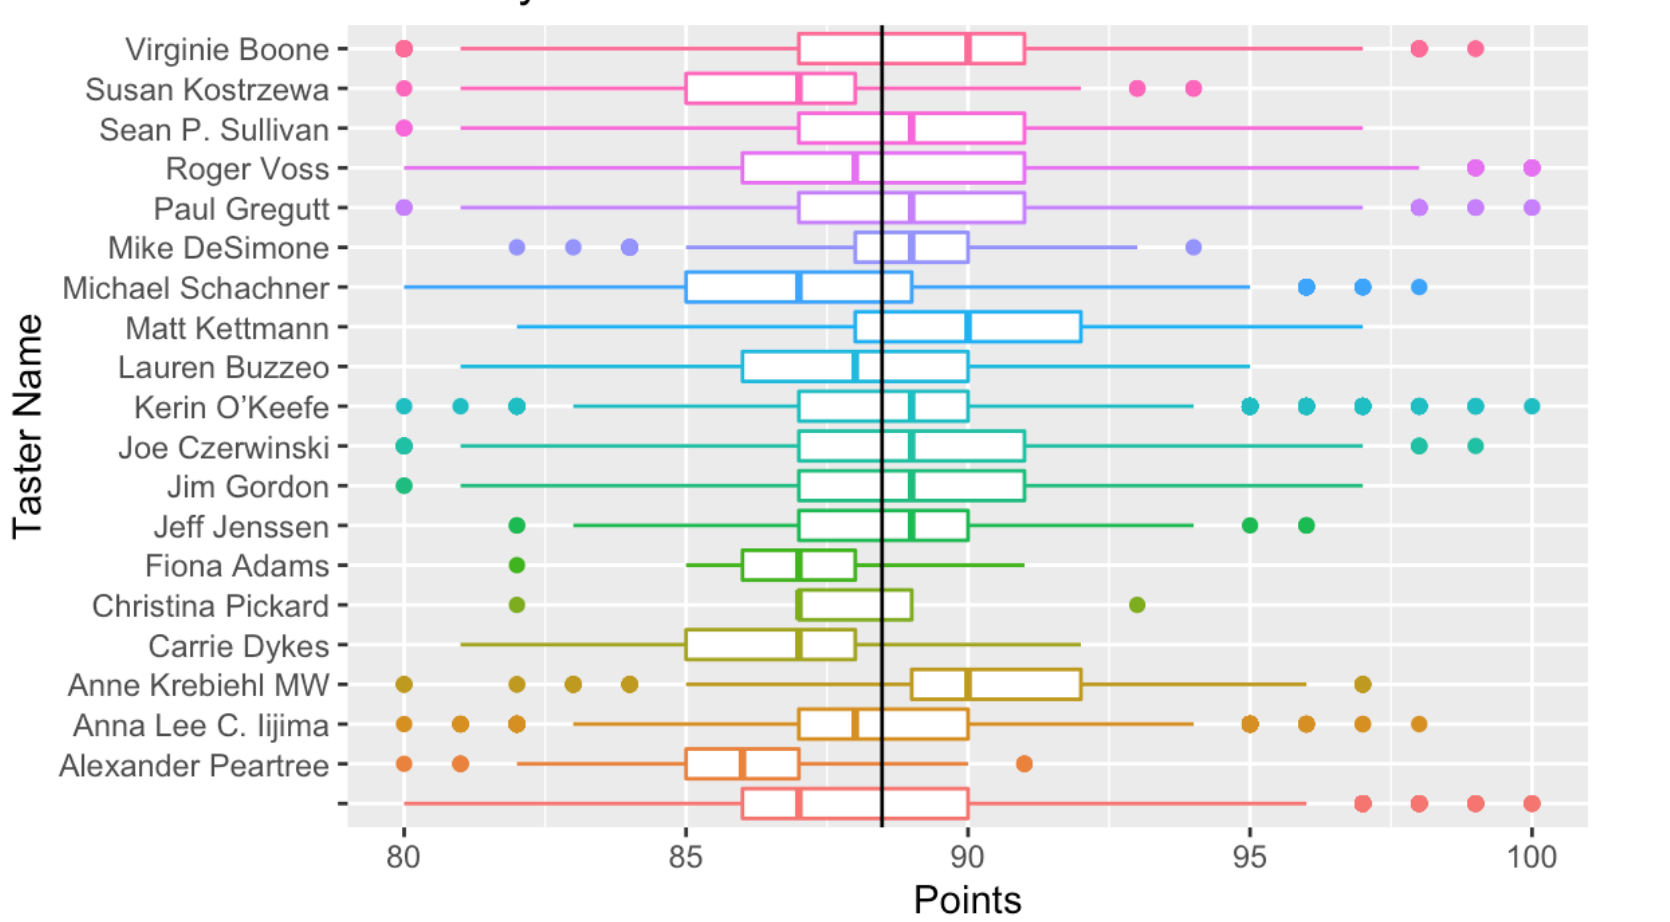 Virginie Boone
Susan Kostrzewa
Sean P. Sullivan
Roger Voss
Paul Gregutt
Mike DeSimone
Michael Schachner
Matt Kettmann
Lauren Buzzeo
Kerin O’Keefe
Joe Czerwinski
Jim Gordon
Jeff Jenssen
Fiona Adams
Christina Pickard
Carrie Dykes
Anne Krebiehl MW
Anna Lee C. Iijima
Alexander Peartree
Taster Name
80 85 90 95 100
Points